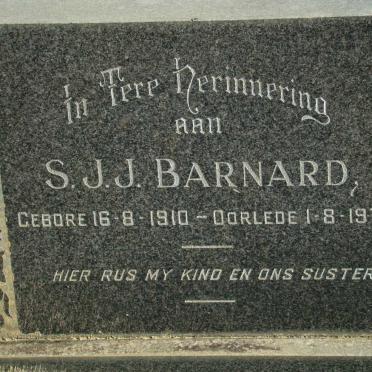 In Tere Herinnering
aan
S.J.J. BARNARD,
GEBORE 16-8-1910 – OORLEDE 1-8-19
HIER RUS MY KIND EN ONS SUSTER